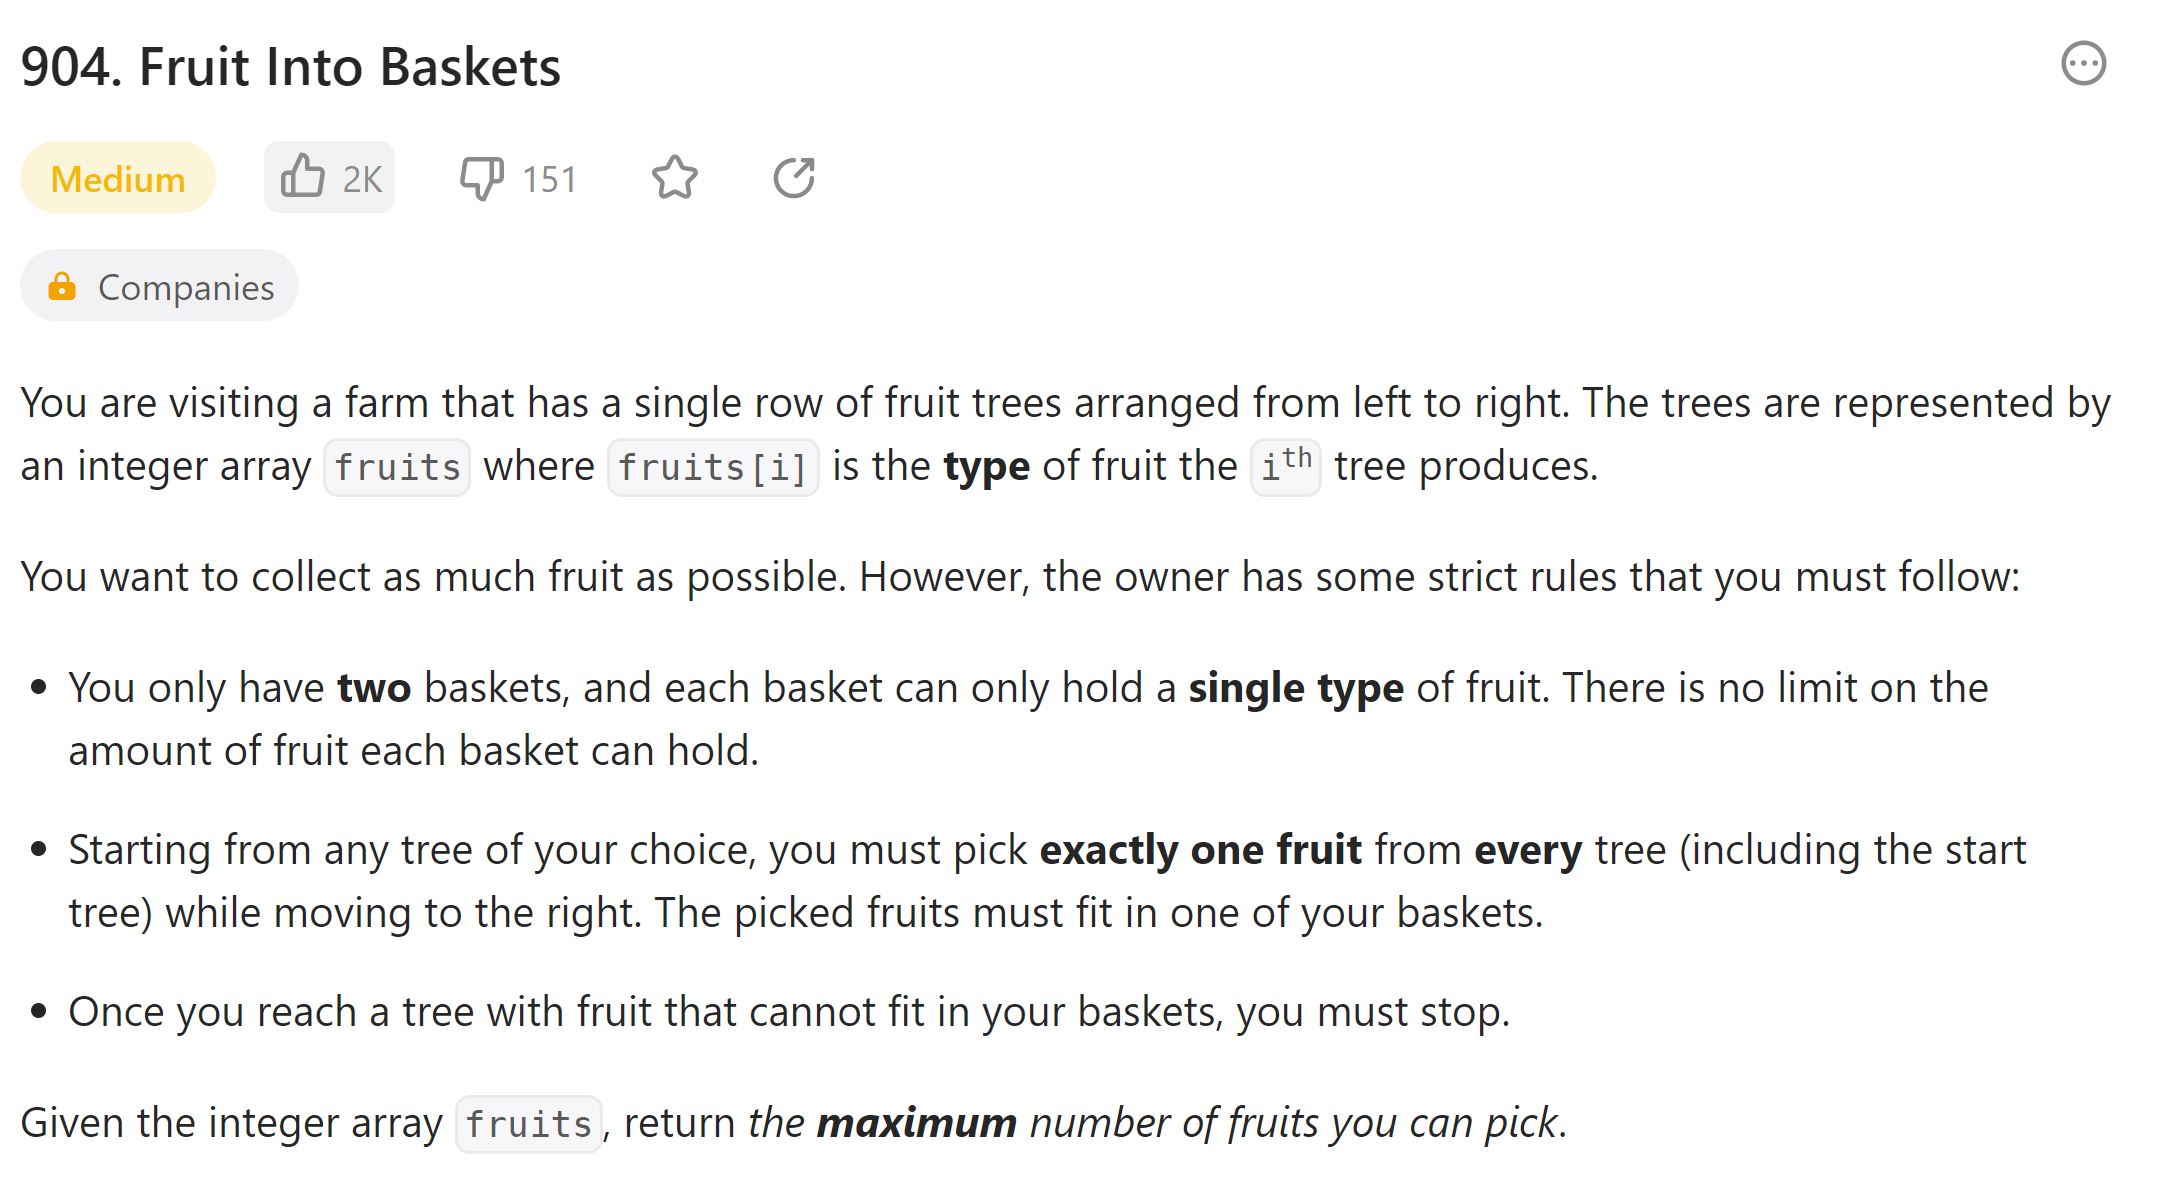 904. Fruit Into Baskets
Medium 2K 151
Companies
You are visiting a farm that has a single row of fruit trees arranged from left to right. The trees are represented by
an integer array fruits where fruits[i] is the type of fruit the ith tree produces.
You want to collect as much fruit as possible. However, the owner has some strict rules that you must follow:
• You only have two baskets, and each basket can only hold a single type of fruit. There is no limit on the
amount of fruit each basket can hold.
• Starting from any tree of your choice, you must pick exactly one fruit from every tree (including the start
tree) while moving to the right. The picked fruits must fit in one of your baskets.
• Once you reach a tree with fruit that cannot fit in your baskets, you must stop.
Given the integer array fruits, return the maximum number of fruits you can pick.